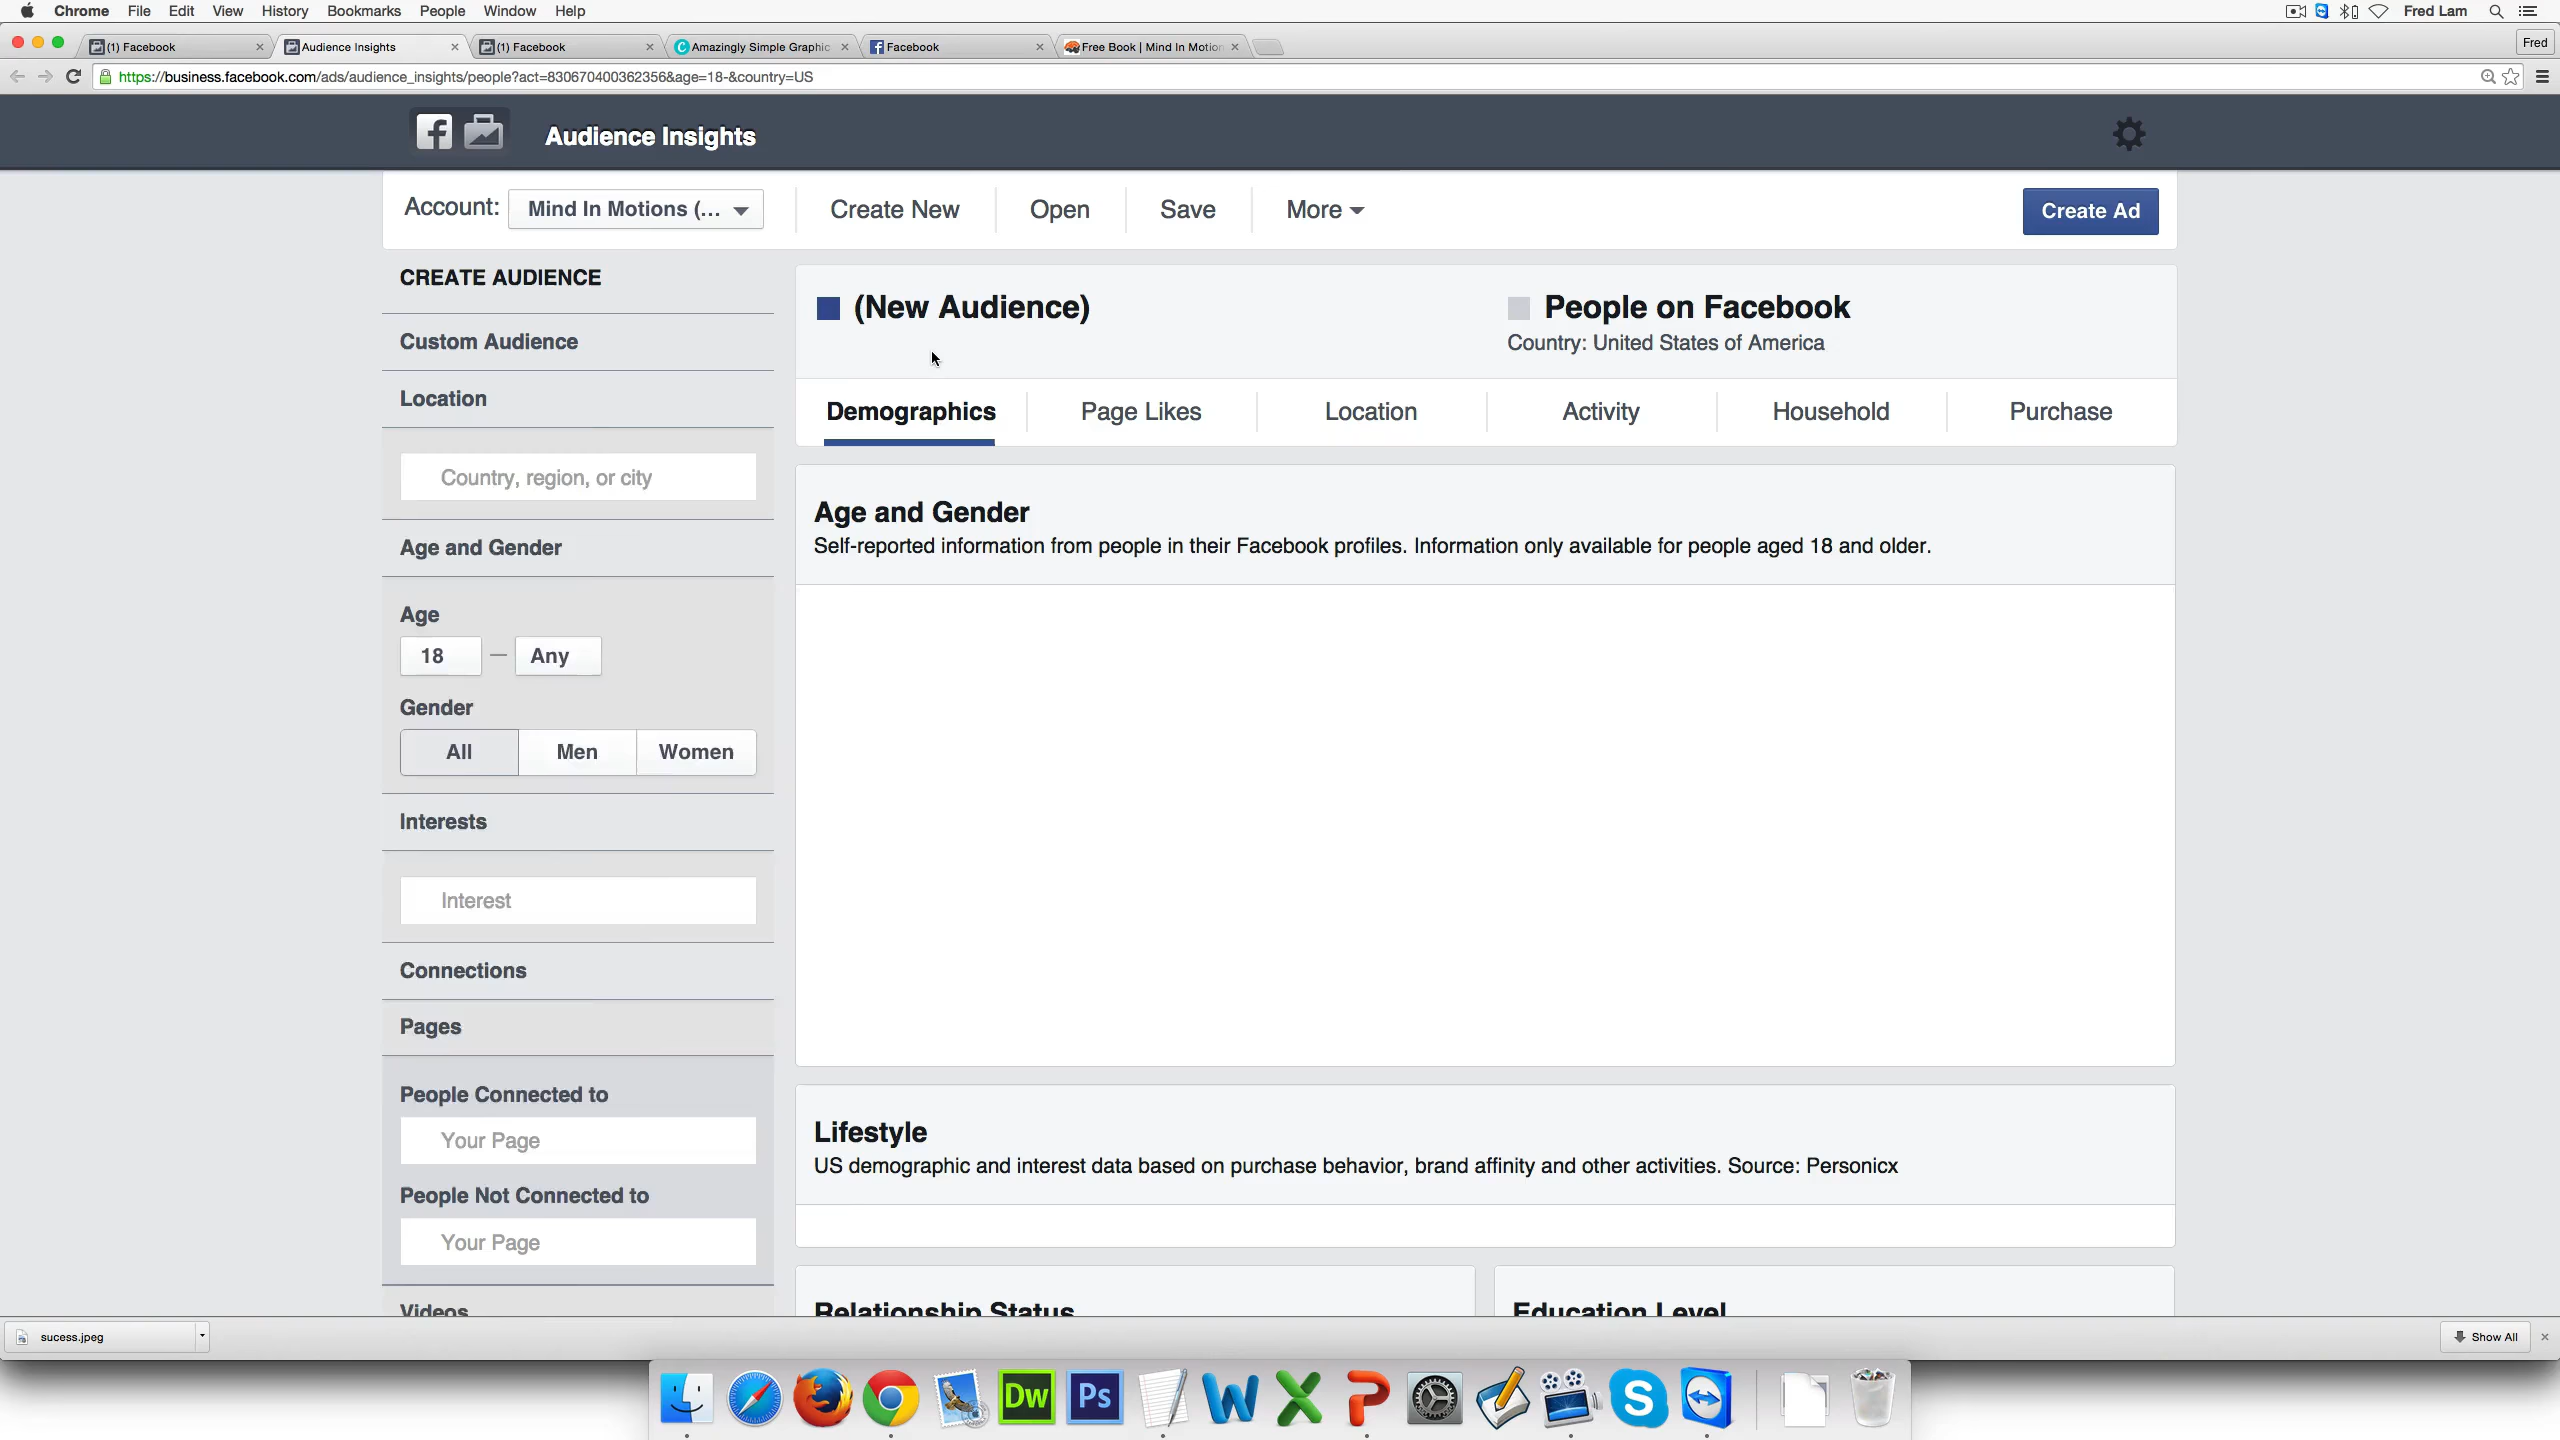 Chrome File Edit View History Bookmarks People Window Help Fred Lam
(1) Facebook Audience Insights (1) Facebook Amazingly Simple Graphic Facebook Free Book | Mind In Motion Fred
https://business.facebook.com/ads/audience_insights/people?act=830670400362356&age=18-&country=US
Audience Insights
Account: Mind In Motions (... Create New Open Save More Create Ad
CREATE AUDIENCE
Custom Audience
Location
Country, region, or city
Age and Gender
Age
18 — Any
Gender
All Men Women
Interests
Interest
Connections
Pages
People Connected to
Your Page
People Not Connected to
Your Page
Videos
(New Audience)
People on Facebook
Country: United States of America
Demographics Page Likes Location Activity Household Purchase
Age and Gender
Self-reported information from people in their Facebook profiles. Information only available for people aged 18 and older.
Lifestyle
US demographic and interest data based on purchase behavior, brand affinity and other activities. Source: Personicx
Relationship Status Education Level
sucess.jpeg Show All
Dw Ps